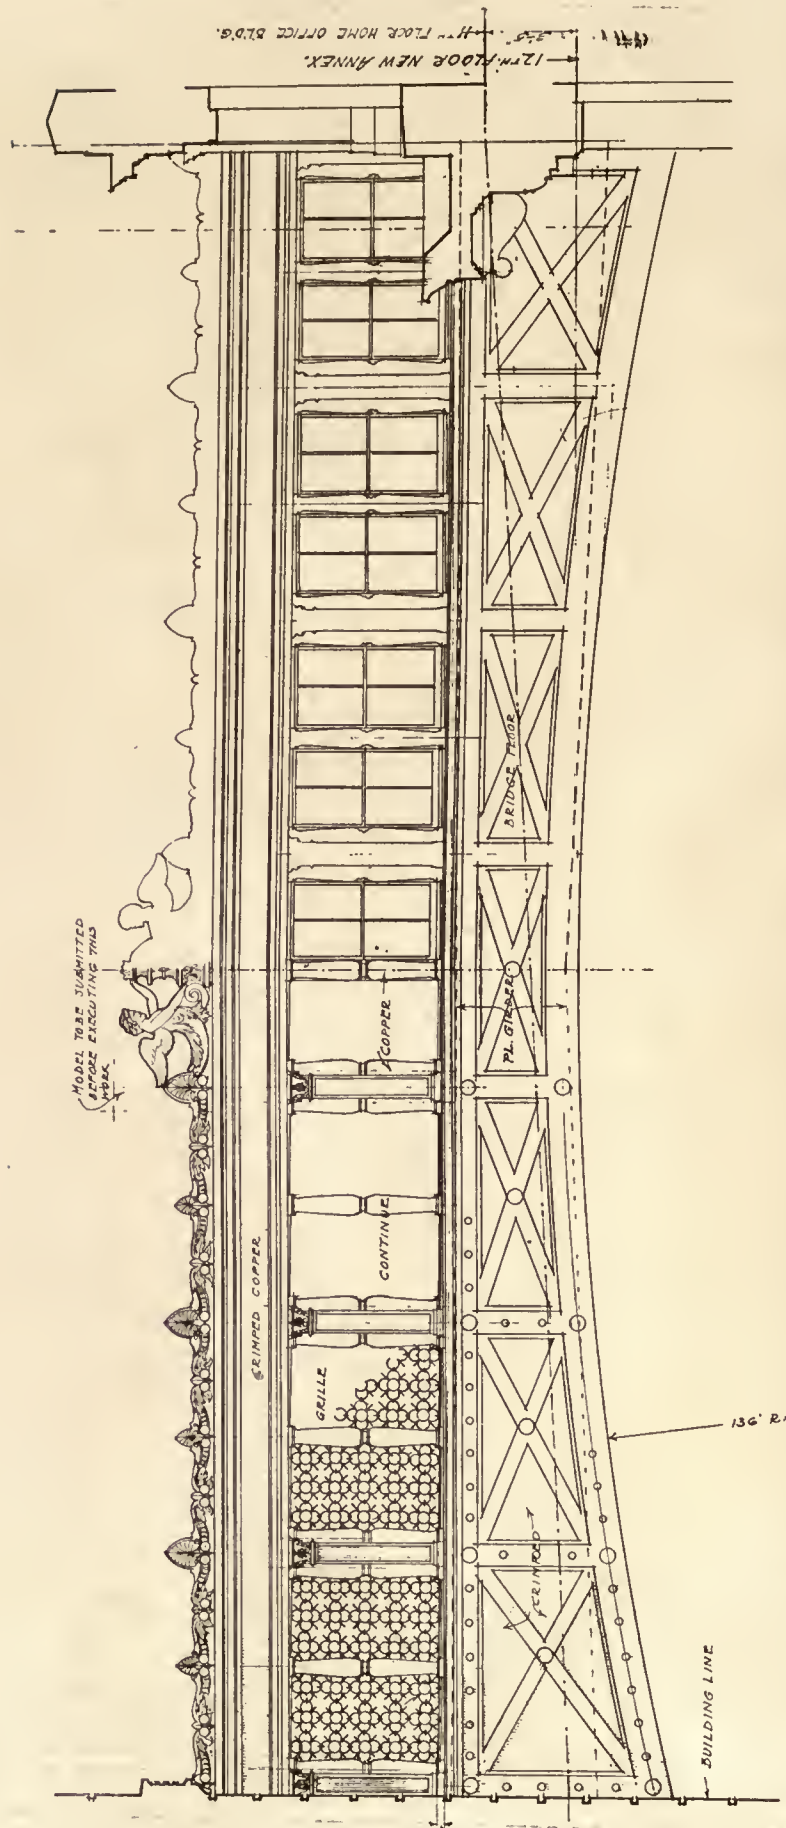 11TH FLOOR HOME OFFICE BLD'G.
12TH FLOOR NEW ANNEX.
MODEL TO BE SUBMITTED
BEFORE EXECUTING THIS
WORK
CRIMPED COPPER
COPPER
CONTINUE
GRILLE
BRIDGE FLOOR
PL. GIRDER
CRIMPED
136' R
BUILDING LINE